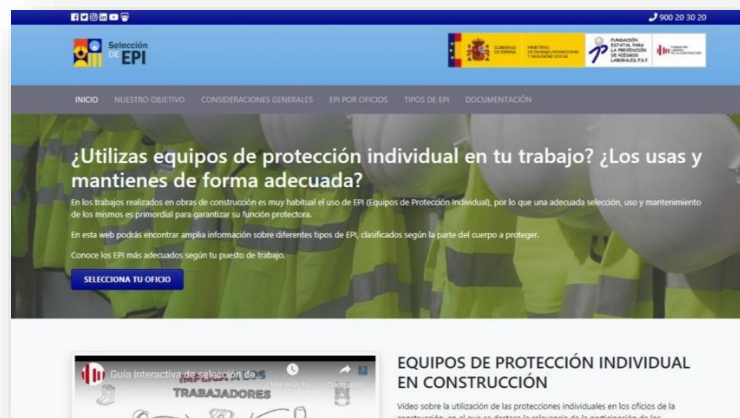 900 20 30 20
Selección
DE EPI
GOBIERNO
DE ESPAÑA
MINISTERIO
DE TRABAJO, MIGRACIONES
Y SEGURIDAD SOCIAL
FUNDACIÓN
ESTATAL PARA
LA PREVENCIÓN
DE RIESGOS
LABORALES, F.S.P.
FUNDACIÓN
LABORAL
DE LA CONSTRUCCIÓN
INICIO NUESTRO OBJETIVO CONSIDERACIONES GENERALES EPI POR OFICIOS TIPOS DE EPI DOCUMENTACIÓN
¿Utilizas equipos de protección individual en tu trabajo? ¿Los usas y
mantienes de forma adecuada?
En los trabajos realizados en obras de construcción es muy habitual el uso de EPI (Equipos de Protección Individual), por lo que una adecuada selección, uso y mantenimiento
de los mismos es primordial para garantizar su función protectora.
En esta web podrás encontrar amplia información sobre diferentes tipos de EPI, clasificados según la parte del cuerpo a proteger.
Conoce los EPI más adecuados según tu puesto de trabajo.
SELECCIONA TU OFICIO
Guía interactiva de selección de
IMPLICA A LOS
TRABAJADORES
EQUIPOS DE PROTECCIÓN INDIVIDUAL
EN CONSTRUCCIÓN
Vídeo sobre la utilización de las protecciones individuales en los oficios de la
construcción, en el que se destaca la relevancia de la participación de los